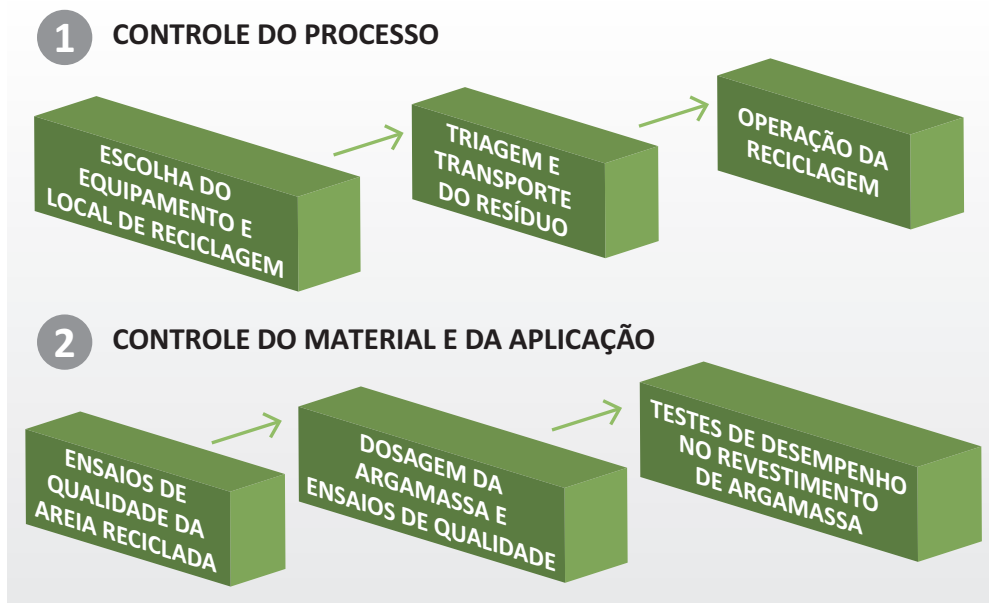 1 CONTROLE DO PROCESSO
ESCOLHA DO
EQUIPAMENTO E
LOCAL DE RECICLAGEM
TRIAGEM E
TRANSPORTE
DO RESÍDUO
OPERAÇÃO DA
RECICLAGEM
2 CONTROLE DO MATERIAL E DA APLICAÇÃO
ENSAIOS DE
QUALIDADE DA
AREIA RECICLADA
DOSAGEM DA
ARGAMASSA E
ENSAIOS DE QUALIDADE
TESTES DE DESEMPENHO
NO REVESTIMENTO
DE ARGAMASSA